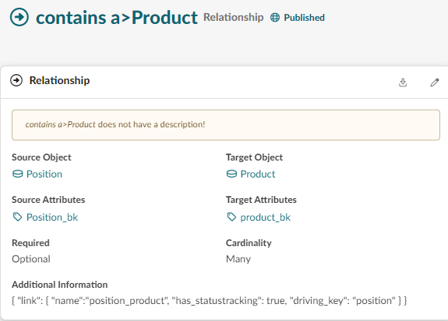 contains a>Product Relationship Published
Relationship
contains a>Product does not have a description!
Source Object Target Object
Position Product
Source Attributes Target Attributes
Position_bk product_bk
Required Cardinality
Optional Many
Additional Information
{ "link": { "name":"position_product", "has_statustracking": true, "driving_key": "position" } }